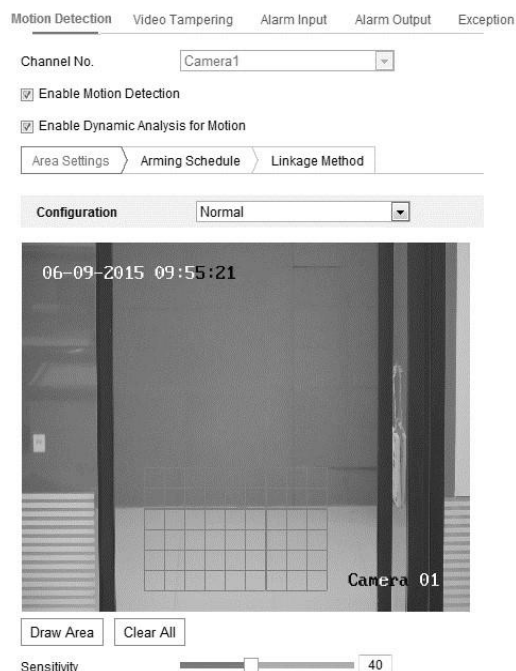 Motion Detection Video Tampering Alarm Input Alarm Output Exception
Channel No. Camera1
Enable Motion Detection
Enable Dynamic Analysis for Motion
Area Settings Arming Schedule Linkage Method
Configuration Normal
06-09-2015 09:55:21
Camera 01
Draw Area Clear All
Sensitivity 40